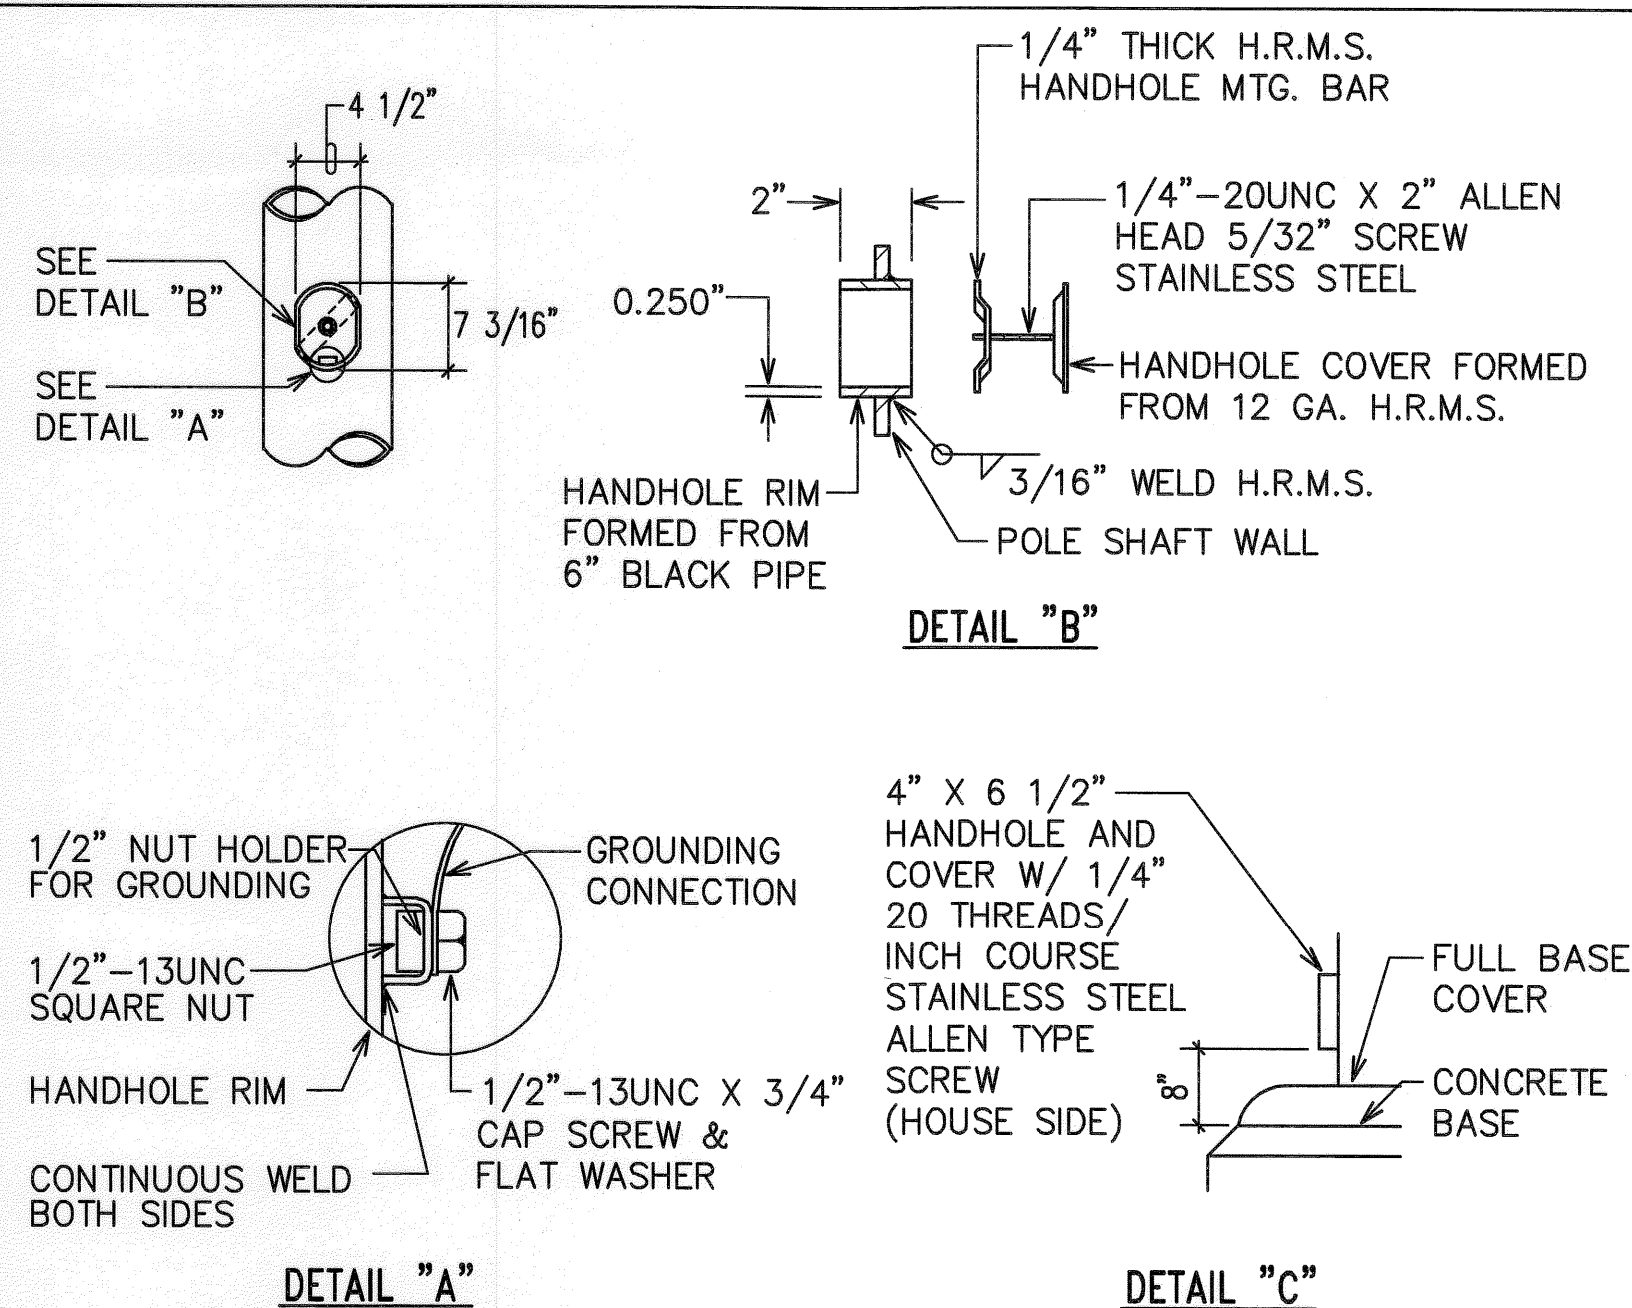 4 1/2"
SEE
DETAIL "B"
7 3/16"
SEE
DETAIL "A"
1/4" THICK H.R.M.S.
HANDHOLE MTG. BAR
2"
1/4"-20UNC X 2" ALLEN
HEAD 5/32" SCREW
STAINLESS STEEL
0.250"
HANDHOLE COVER FORMED
FROM 12 GA. H.R.M.S.
HANDHOLE RIM
FORMED FROM
6" BLACK PIPE
3/16" WELD H.R.M.S.
POLE SHAFT WALL
DETAIL "B"
1/2" NUT HOLDER
FOR GROUNDING
GROUNDING
CONNECTION
1/2"-13UNC
SQUARE NUT
HANDHOLE RIM
1/2"-13UNC X 3/4"
CAP SCREW &
FLAT WASHER
CONTINUOUS WELD
BOTH SIDES
DETAIL "A"
4" X 6 1/2"
HANDHOLE AND
COVER W/ 1/4"
20 THREADS/
INCH COURSE
STAINLESS STEEL
ALLEN TYPE
SCREW
(HOUSE SIDE)
FULL BASE
COVER
8"
CONCRETE
BASE
DETAIL "C"